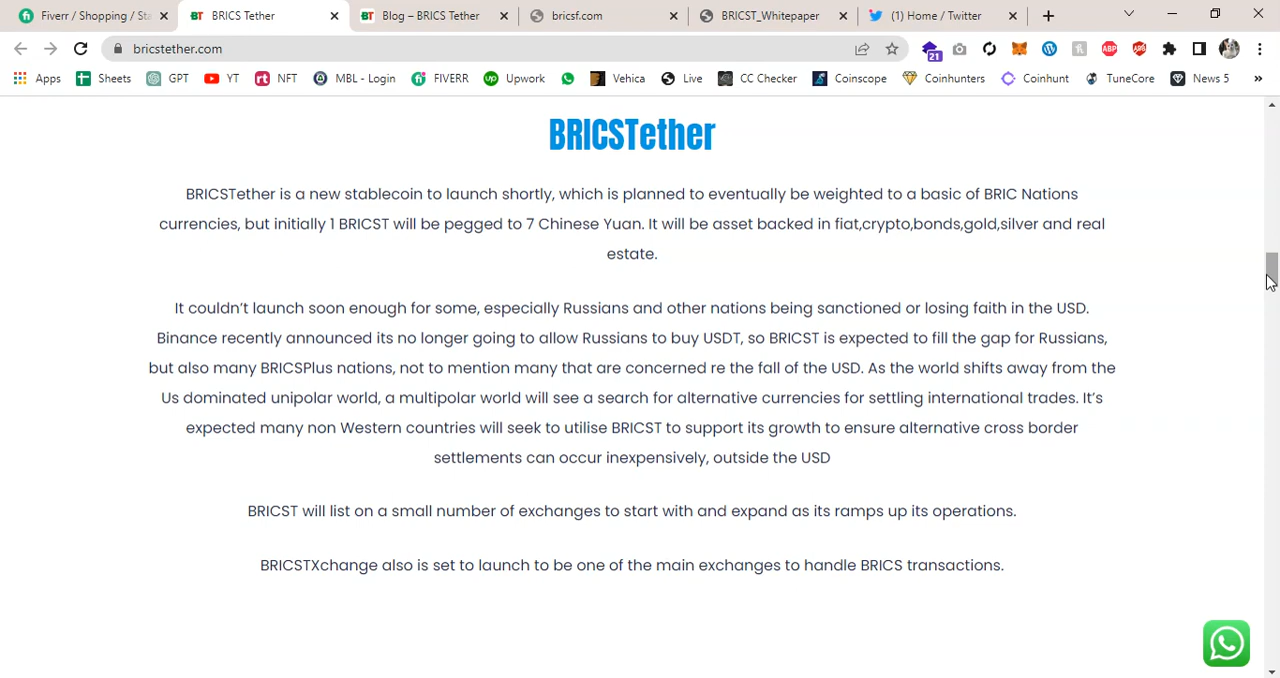 Fiverr / Shopping / Sta
BRICS Tether
Blog – BRICS Tether
bricsf.com
BRICST_Whitepaper
(1) Home / Twitter
bricstether.com
21
ABP
Apps
Sheets
GPT
YT
NFT
MBL - Login
FIVERR
Upwork
Vehica
Live
CC Checker
Coinscope
Coinhunters
Coinhunt
TuneCore
News 5
BRICSTether
BRICSTether is a new stablecoin to launch shortly, which is planned to eventually be weighted to a basic of BRIC Nations
currencies, but initially 1 BRICST will be pegged to 7 Chinese Yuan. It will be asset backed in fiat,crypto,bonds,gold,silver and real
estate.
It couldn’t launch soon enough for some, especially Russians and other nations being sanctioned or losing faith in the USD.
Binance recently announced its no longer going to allow Russians to buy USDT, so BRICST is expected to fill the gap for Russians,
but also many BRICSPlus nations, not to mention many that are concerned re the fall of the USD. As the world shifts away from the
Us dominated unipolar world, a multipolar world will see a search for alternative currencies for settling international trades. It’s
expected many non Western countries will seek to utilise BRICST to support its growth to ensure alternative cross border
settlements can occur inexpensively, outside the USD
BRICST will list on a small number of exchanges to start with and expand as its ramps up its operations.
BRICSTXchange also is set to launch to be one of the main exchanges to handle BRICS transactions.